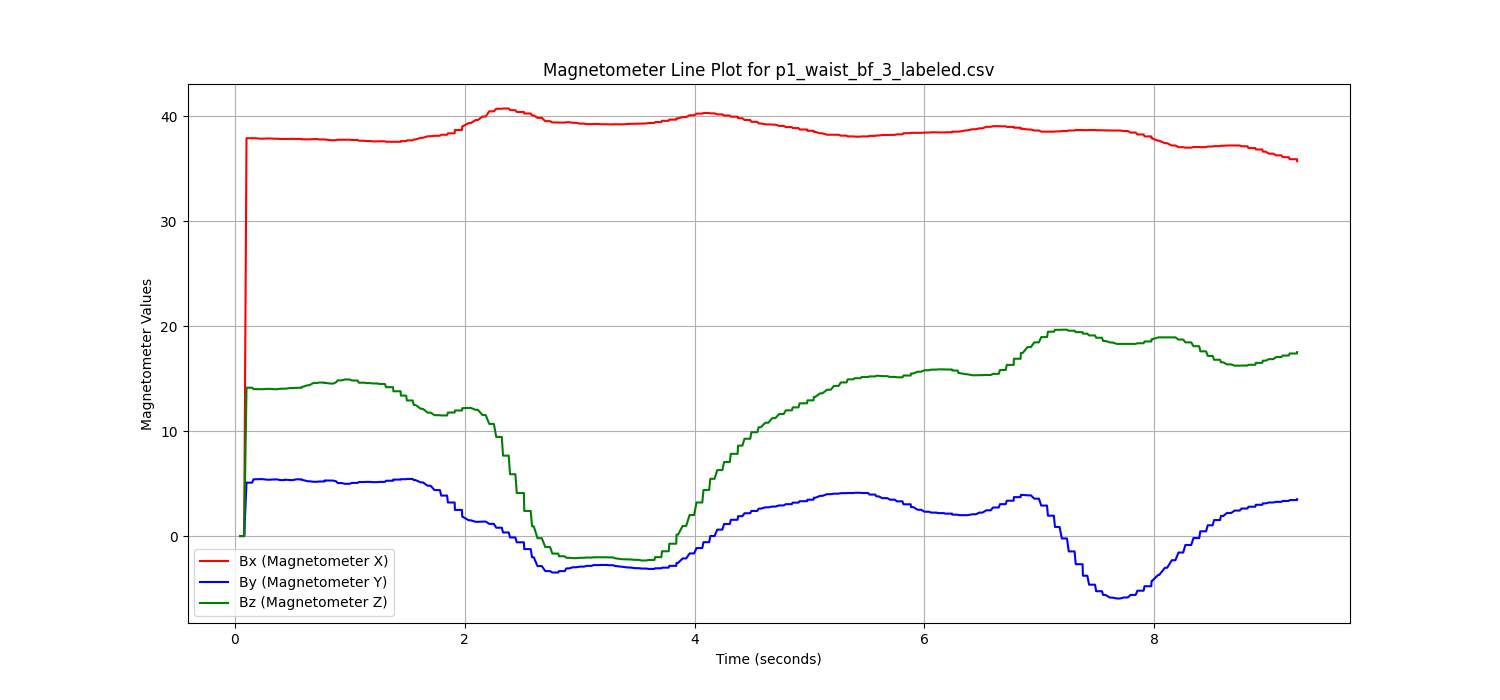 Magnetometer Line Plot for p1_waist_bf_3_labeled.csv
Magnetometer Values
40
30
20
10
0
Bx (Magnetometer X)
By (Magnetometer Y)
Bz (Magnetometer Z)
0 2 4 6 8
Time (seconds)